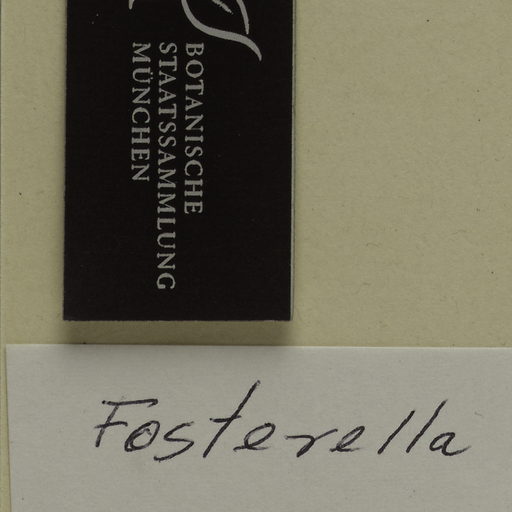 BOTANISCHE
STAATSSAMMLUNG
MÜNCHEN
Fosterella